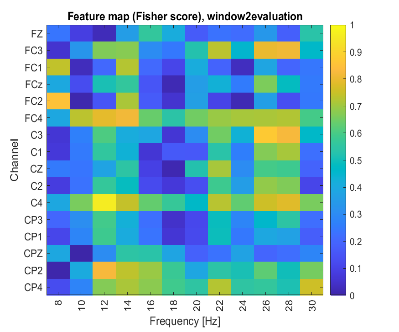 Feature map (Fisher score), window2evaluation
FZ
FC3
FC1
FCz
FC2
FC4
C3
C1
CZ
C2
C4
CP3
CP1
CPZ
CP2
CP4
Channel
8 10 12 14 16 18 20 22 24 26 28 30
Frequency [Hz]
1
0.9
0.8
0.7
0.6
0.5
0.4
0.3
0.2
0.1
0